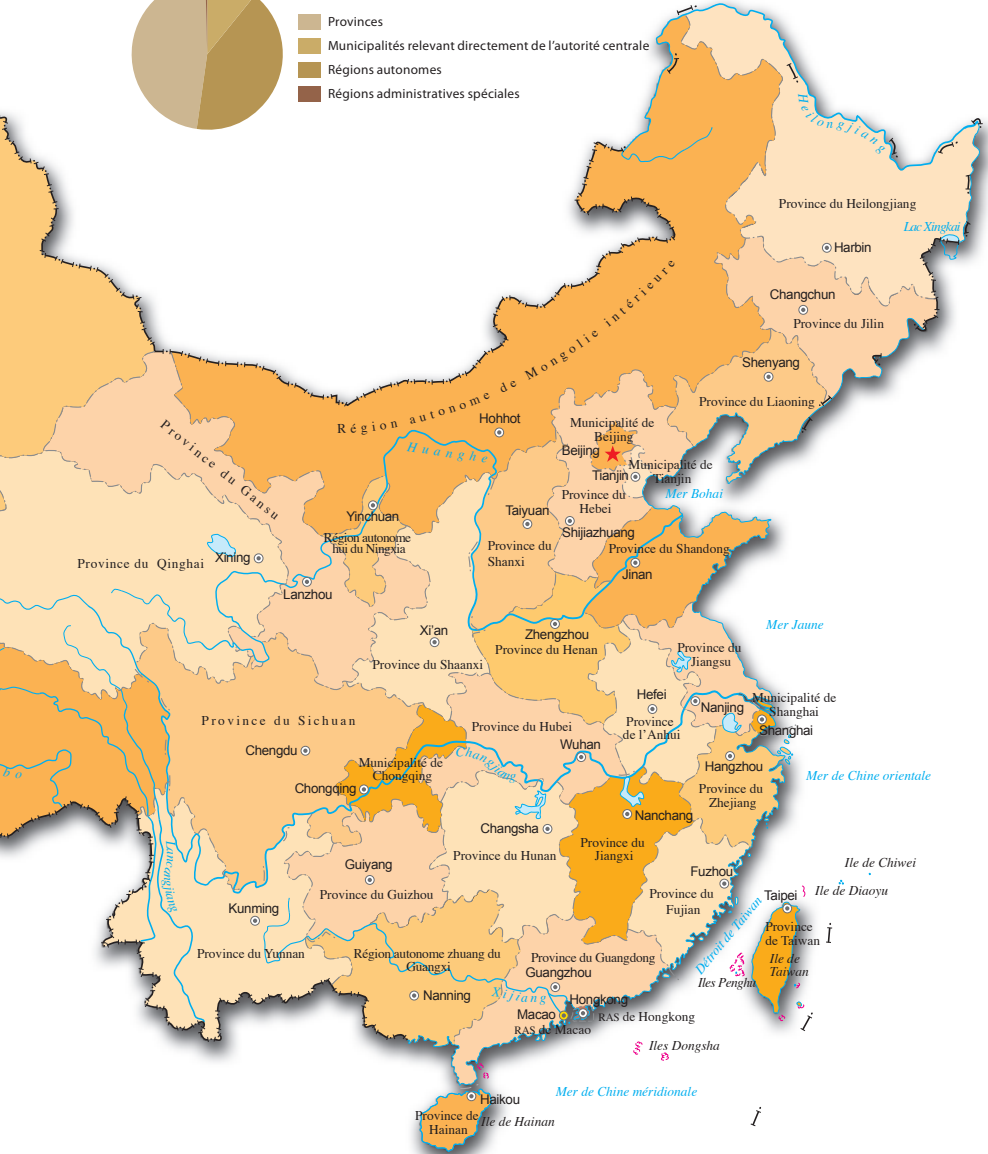 Provinces
Municipalités relevant directement de l'autorité centrale
Régions autonomes
Régions administratives spéciales
Heilongjiang
Province du Heilongjiang
Lac Xingkai
Harbin
Changchun
Province du Jilin
Shenyang
Province du Liaoning
Région autonome de Mongolie intérieure
Hohhot
Huanghe
Municipalité de
Beijing
Beijing
Tianjin
Municipalité de
Tianjin
Mer Bohai
Province du Gansu
Province du
Hebei
Shijiazhuang
Taiyuan
Province du
Shanxi
Yinchuan
Région autonome
hui du Ningxia
Province du Shandong
Jinan
Province du Qinghai
Xining
Lanzhou
Mer Jaune
Xi'an
Province du Shaanxi
Zhengzhou
Province du Henan
Province du
Jiangsu
Hefei
Province
de l'Anhui
Nanjing
Municipalité de
Shanghai
Shanghai
Province du Sichuan
Chengdu
Province du Hubei
Wuhan
Changjiang
Municipalité de
Chongqing
Chongqing
Hangzhou
Province du
Zhejiang
Mer de Chine orientale
bo
Changsha
Province du Hunan
Nanchang
Province du
Jiangxi
Lancangjiang
Guiyang
Province du Guizhou
Fuzhou
Province du
Fujian
Ile de Chiwei
Ile de Diaoyu
Taipei
Province
de Taiwan
Ile de
Taiwan
Détroit de Taiwan
Iles Penghu
Kunming
Province du Yunnan
Région autonome zhuang du
Guangxi
Nanning
Province du Guangdong
Guangzhou
Xijiang
Hongkong
RAS de Hongkong
Macao
RAS de Macao
Iles Dongsha
Mer de Chine méridionale
Haikou
Province de
Hainan
Ile de Hainan